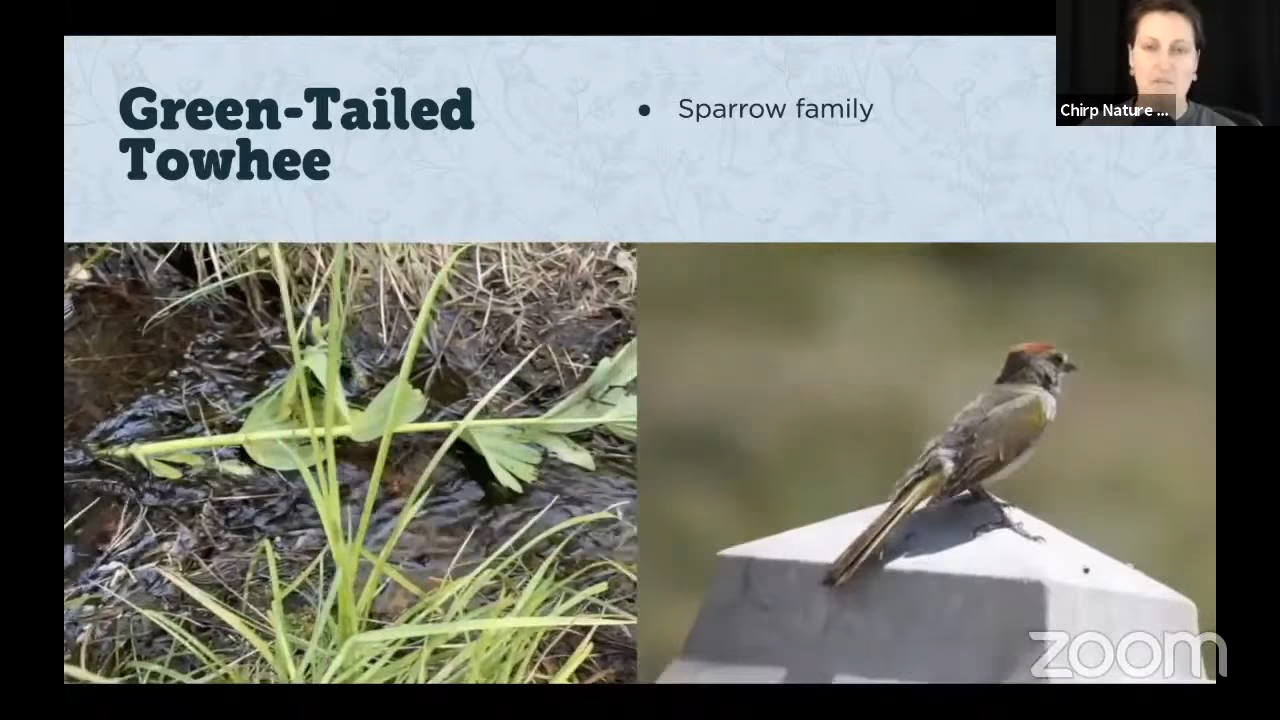 Green-Tailed
Towhee
● Sparrow family
Chirp Nature ...
zoom